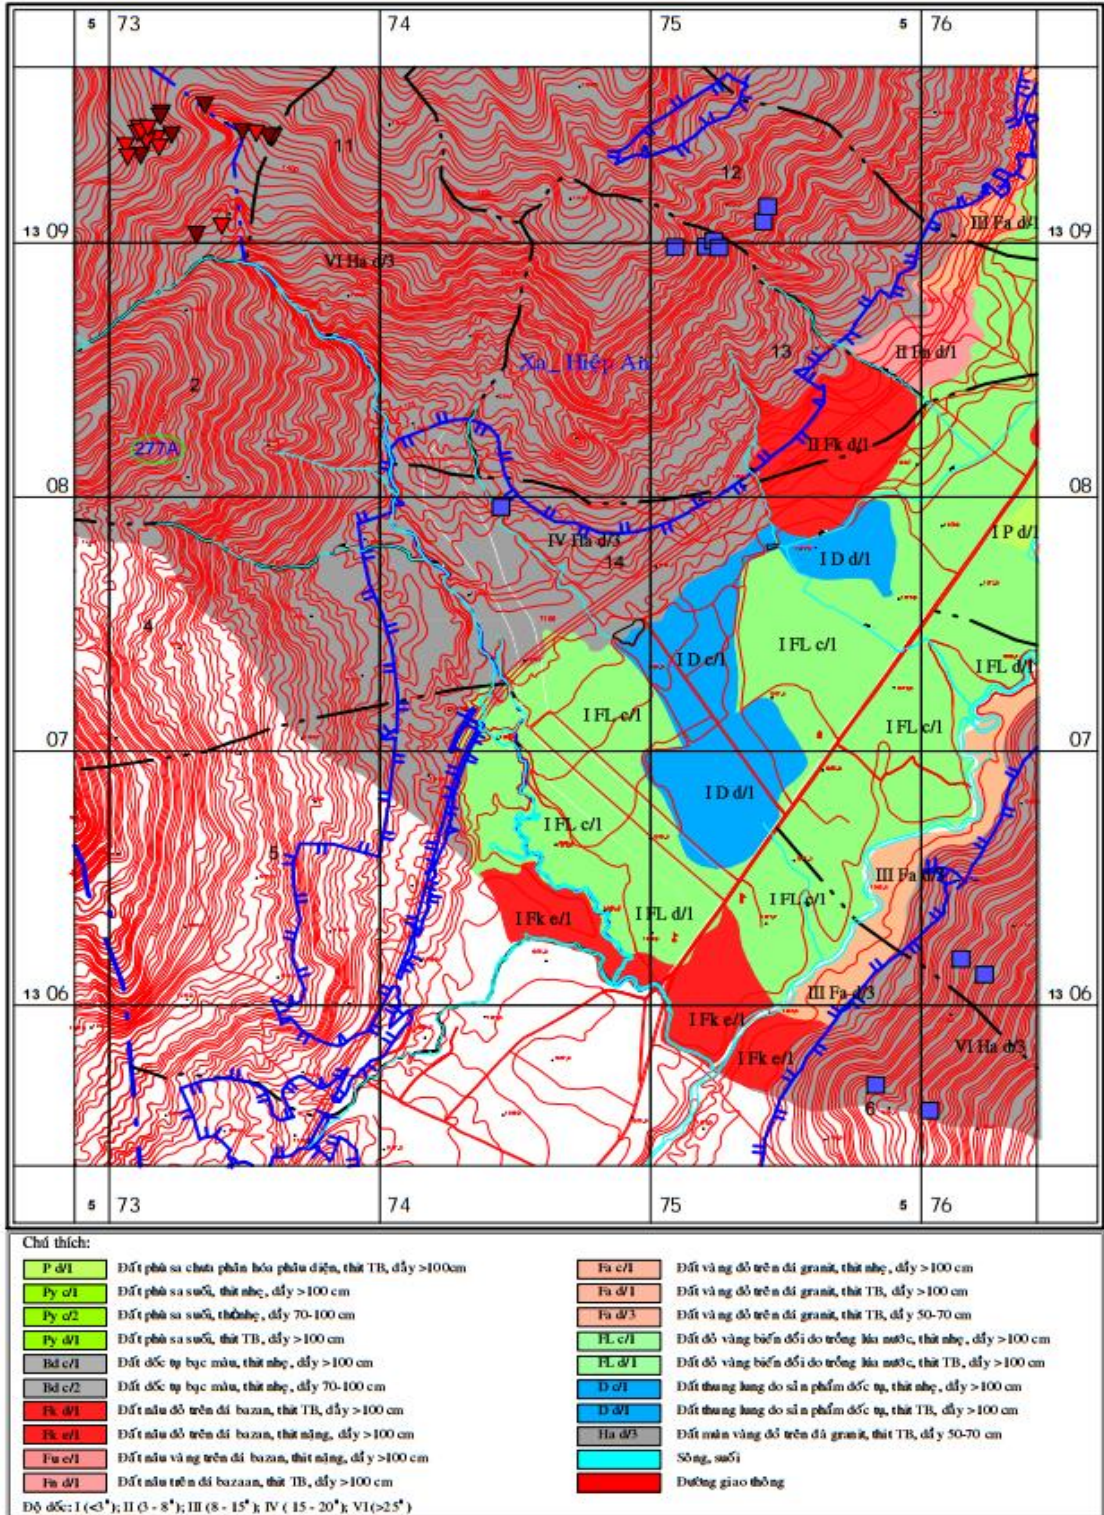 5 73 74 75 5 76
11
12
III Fa d/1
13 09
VI Ha d/3
13
II Fn d/1
Xa_ Hiệp An
2
277A
II Fk d/1
08 08
I P d/1
IV Ha d/3
14
I D d/1
4
I FL c/1
I D c/1
I FL d/1
I FL c/1
I FL c/1
07 07
I D d/1
I FL c/1
5
III Fa d/3
I FL c/1
I Fk e/1
I FL d/1
III Fa d/3
13 06 13 06
I Fk e/1
VI Ha d/3
I Fk e/1
6
5 73 74 75 5 76
Chú thích:
P d/1 Đất phù sa chưa phân hóa phẫu diện, thịt TB, dầy >100cm
Py c/1 Đất phù sa suối, thịt nhẹ, dầy >100 cm
Py c/2 Đất phù sa suối, thịt nhẹ, dầy 70-100 cm
Py d/1 Đất phù sa suối, thịt TB, dầy >100 cm
Bd c/1 Đất dốc tụ bạc màu, thịt nhẹ, dầy >100 cm
Bd c/2 Đất dốc tụ bạc màu, thịt nhẹ, dầy 70-100 cm
Fk d/1 Đất nâu đỏ trên đá bazan, thịt TB, dầy >100 cm
Fk e/1 Đất nâu đỏ trên đá bazan, thịt nặng, dầy >100 cm
Fu e/1 Đất nâu vàng trên đá bazan, thịt nặng, dầy >100 cm
Fn d/1 Đất nâu trên đá bazaan, thịt TB, dầy >100 cm
Độ dốc: I (<3°); II (3 - 8°); III (8 - 15°); IV ( 15 - 20°); VI (>25°)
Fa c/1 Đất vàng đỏ trên đá granit, thịt nhẹ, dầy >100 cm
Fa d/1 Đất vàng đỏ trên đá granit, thịt TB, dầy >100 cm
Fa d/3 Đất vàng đỏ trên đá granit, thịt TB, dầy 50-70 cm
FL c/1 Đất đỏ vàng biến đổi do trồng lúa nước, thịt nhẹ, dầy >100 cm
FL d/1 Đất đỏ vàng biến đổi do trồng lúa nước, thịt TB, dầy >100 cm
D c/1 Đất thung lung do sản phẩm dốc tụ, thịt nhẹ, dầy >100 cm
D d/1 Đất thung lung do sản phẩm dốc tụ, thịt TB, dầy >100 cm
Ha d/3 Đất mùn vàng đỏ trên đá granit, thịt TB, dầy 50-70 cm
Sông, suối
Đường giao thông